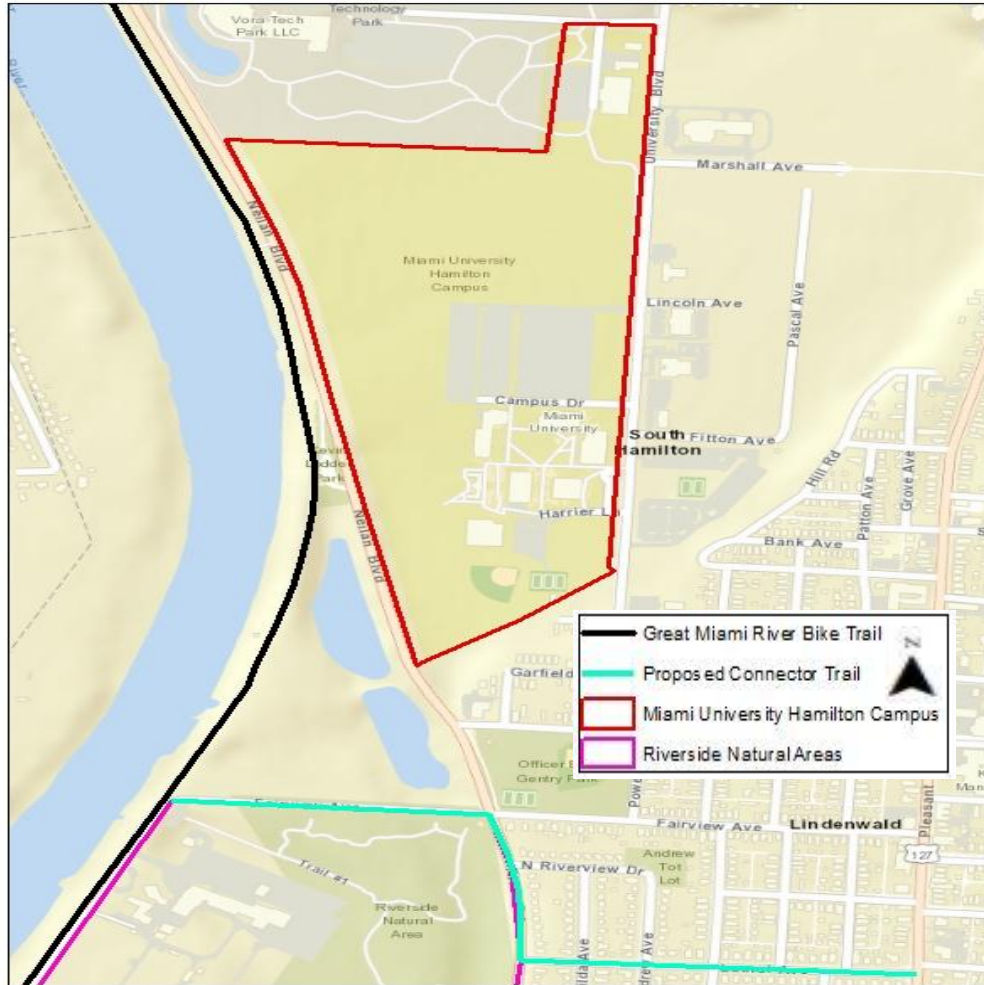 Vora-Tech
Park LLC
Technology
Park
River
University Blvd
Marshall Ave
Neilan Blvd
Miami University
Hamilton
Campus
Lincoln Ave
Pascal Ave
Campus Dr
Miami
University
South
Hamilton
Fitton Ave
Hill Rd
Patton Ave
Grove Ave
Park
Harrier Ln
Neilan Blvd
Bank Ave
Great Miami River Bike Trail
Proposed Connector Trail
Miami University Hamilton Campus
Riverside Natural Areas
N
Garfield
Officer
Gentry Park
Fairview Ave
Lindenwald
Pleasant
127
N Riverview Dr
Andrew
Tot
Lot
Trail #1
Riverside
Natural
Area